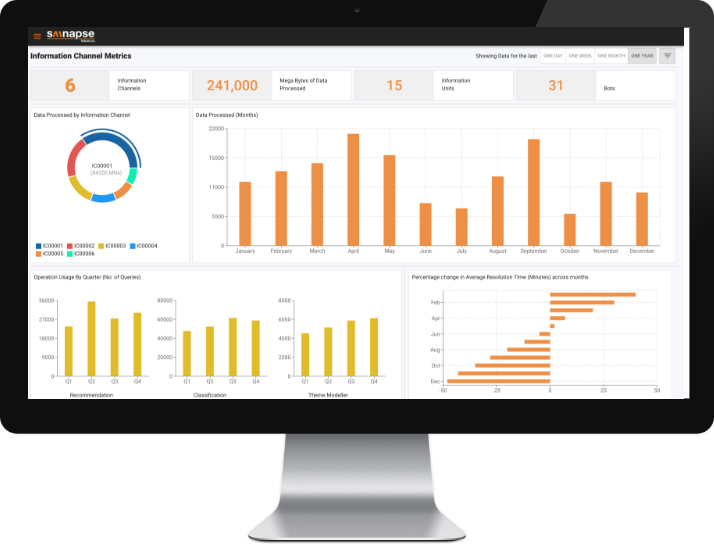 Information Channel Metrics
Showing Data for the last ONE DAY ONE WEEK ONE MONTH ONE YEAR
6 Information Channels
241,000 Mega Bytes of Data Processed
15 Information Units
31 Bots
Data Processed by Information Channel
IC00001
(84350 MBs)
IC00001 IC00002 IC00003 IC00004
IC00005 IC00006
Data Processed (Months)
22000
16500
11000
5500
0
January February March April May June July August September October November December
Operation Usage By Quarter (No. of Queries)
36000
27000
18000
9000
0
Q1 Q2 Q3 Q4
Recommendation
80000
60000
40000
20000
0
Q1 Q2 Q3 Q4
Classification
8000
6000
4000
2000
0
Q1 Q2 Q3 Q4
Theme Modeller
Percentage change in Average Resolution Time (Minutes) across months
Feb
Apr
Jun
Aug
Oct
Dec
-50 -25 0 25 50